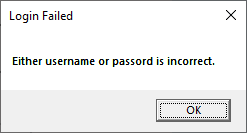 Login Failed
Either username or passord is incorrect.
OK